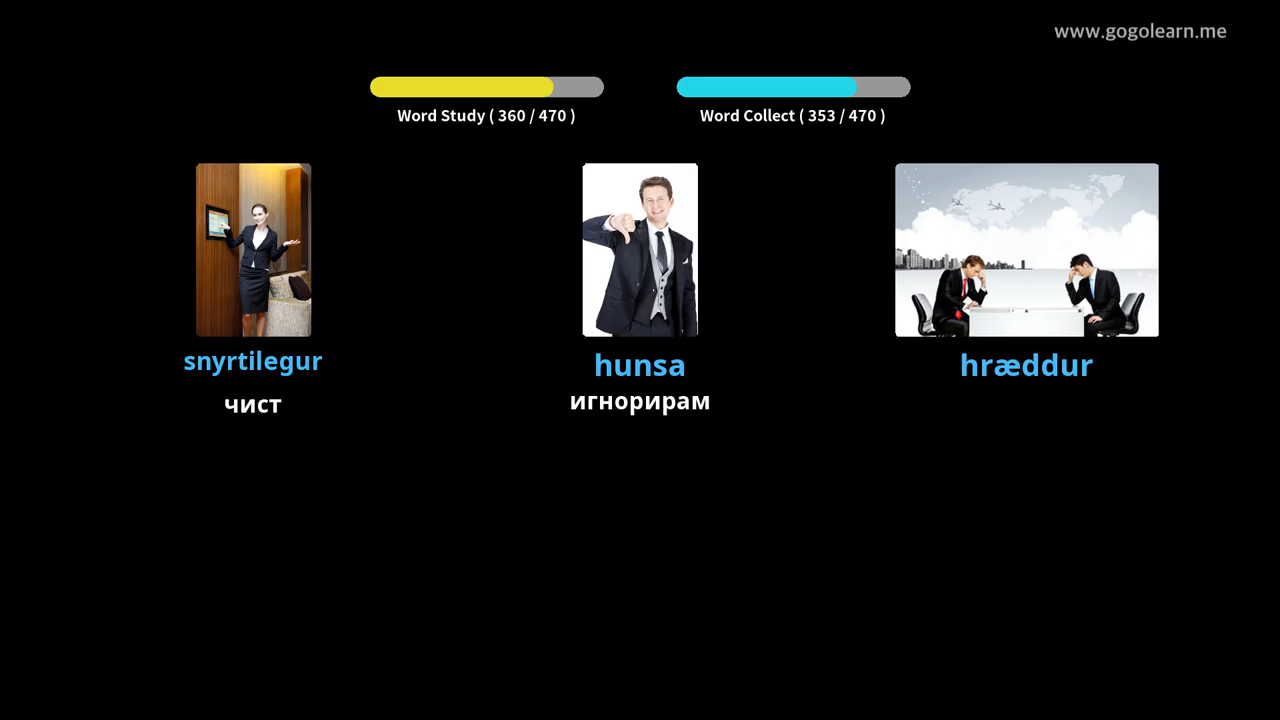 www.gogolearn.me
Word Study ( 360 / 470 )
Word Collect ( 353 / 470 )
snyrtilegur
чист
hunsa
игнорирам
hræddur